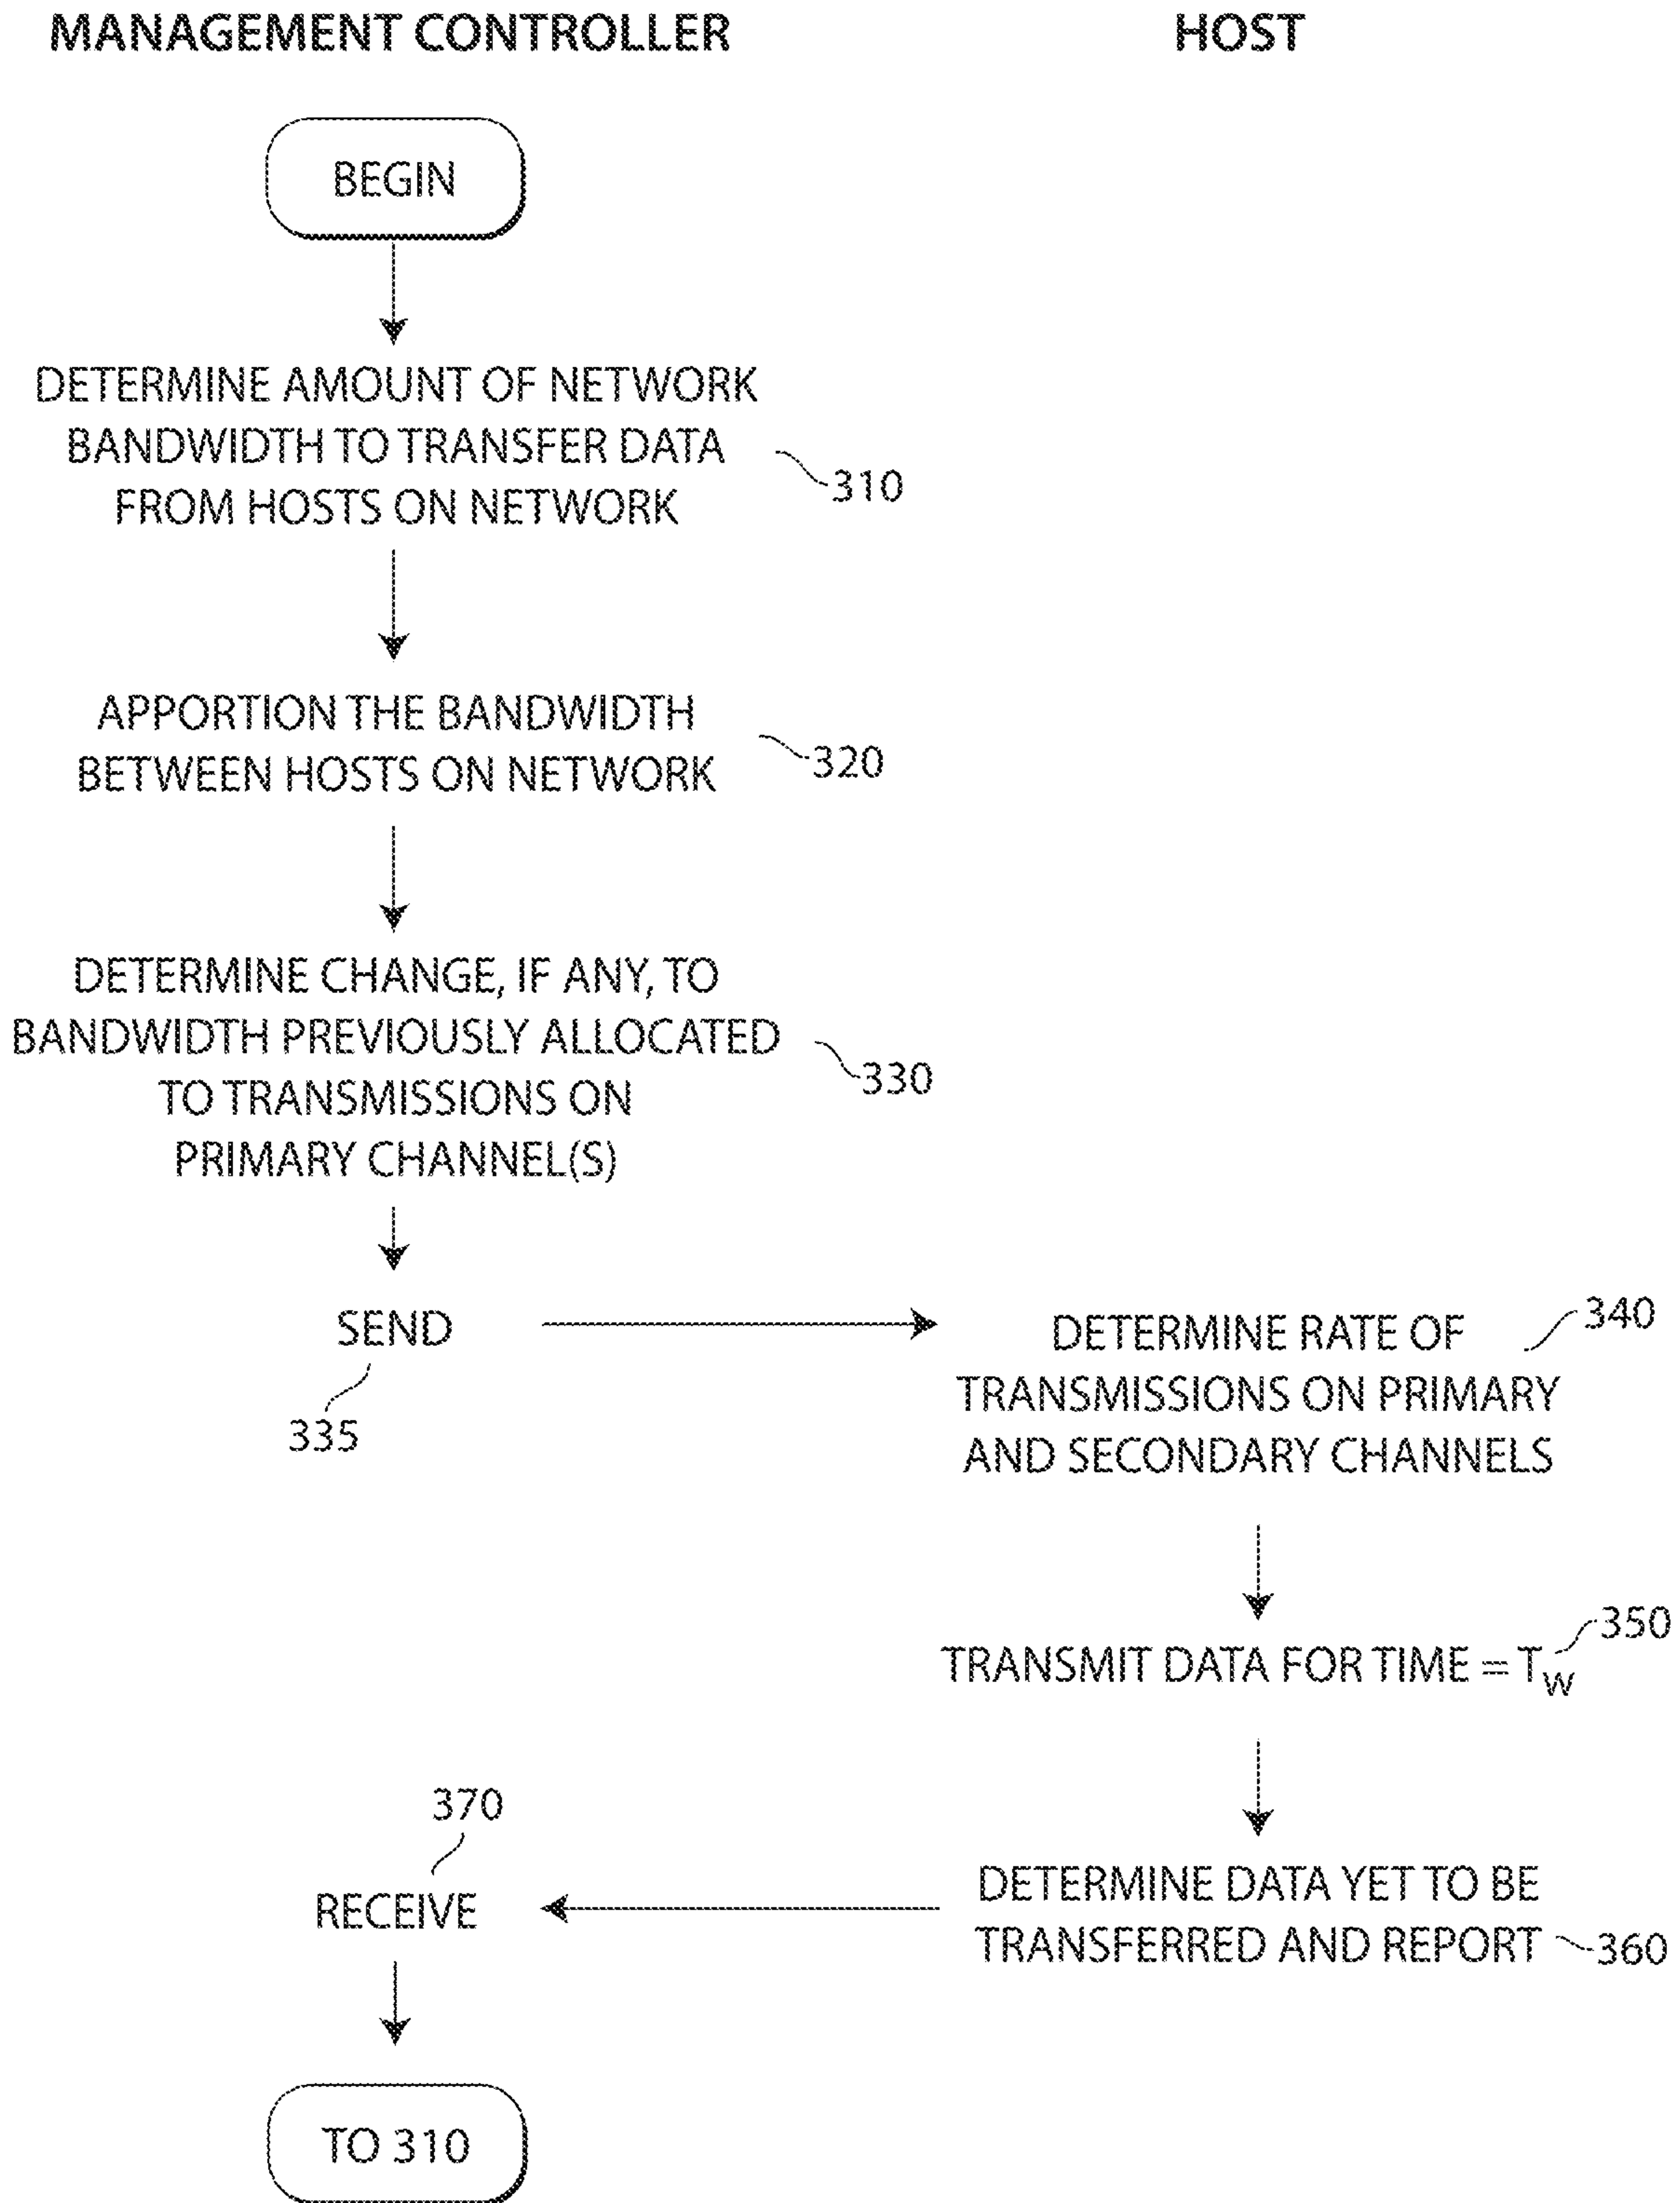 MANAGEMENT CONTROLLER
HOST
BEGIN
DETERMINE AMOUNT OF NETWORK
BANDWIDTH TO TRANSFER DATA
FROM HOSTS ON NETWORK
310
APPORTION THE BANDWIDTH
BETWEEN HOSTS ON NETWORK
320
DETERMINE CHANGE, IF ANY, TO
BANDWIDTH PREVIOUSLY ALLOCATED
TO TRANSMISSIONS ON
PRIMARY CHANNEL(S)
330
SEND
335
DETERMINE RATE OF
TRANSMISSIONS ON PRIMARY
AND SECONDARY CHANNELS
340
TRANSMIT DATA FOR TIME = TW
350
DETERMINE DATA YET TO BE
TRANSFERRED AND REPORT
360
370
RECEIVE
TO 310